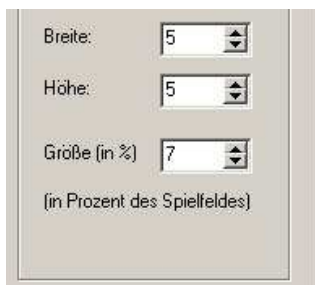 Breite: 5
Höhe: 5
Größe (in %) 7
(in Prozent des Spielfeldes)